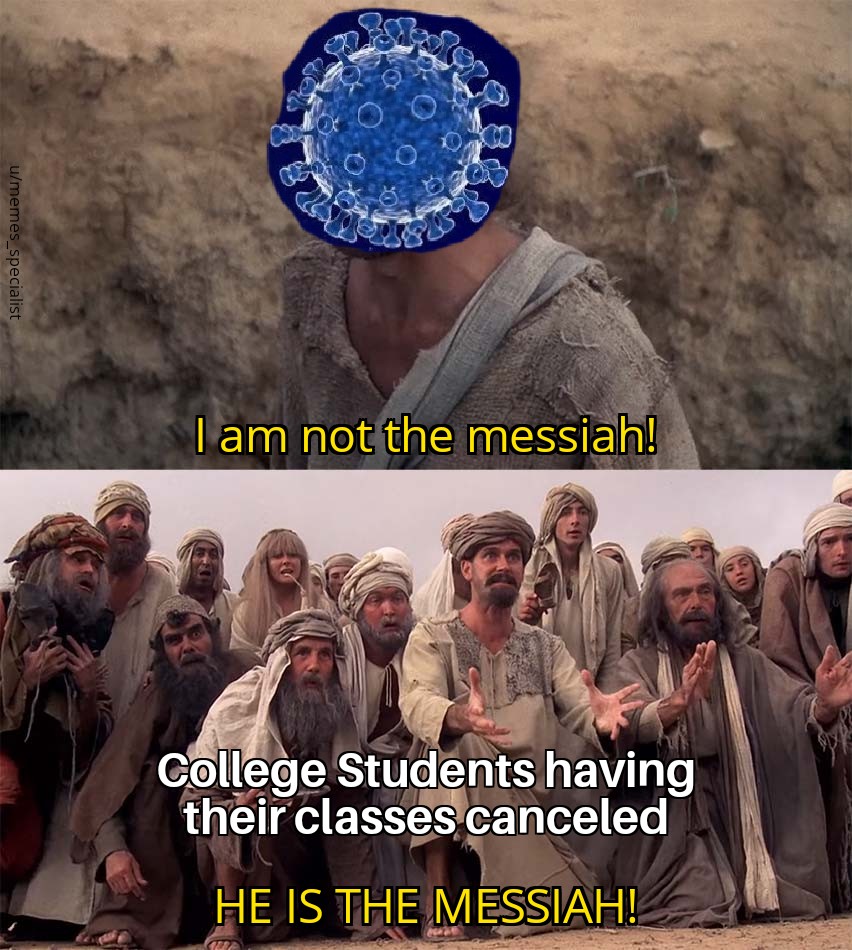 u/memes_specialist
I am not the messiah!
College Students having
their classes canceled
HE IS THE MESSIAH!